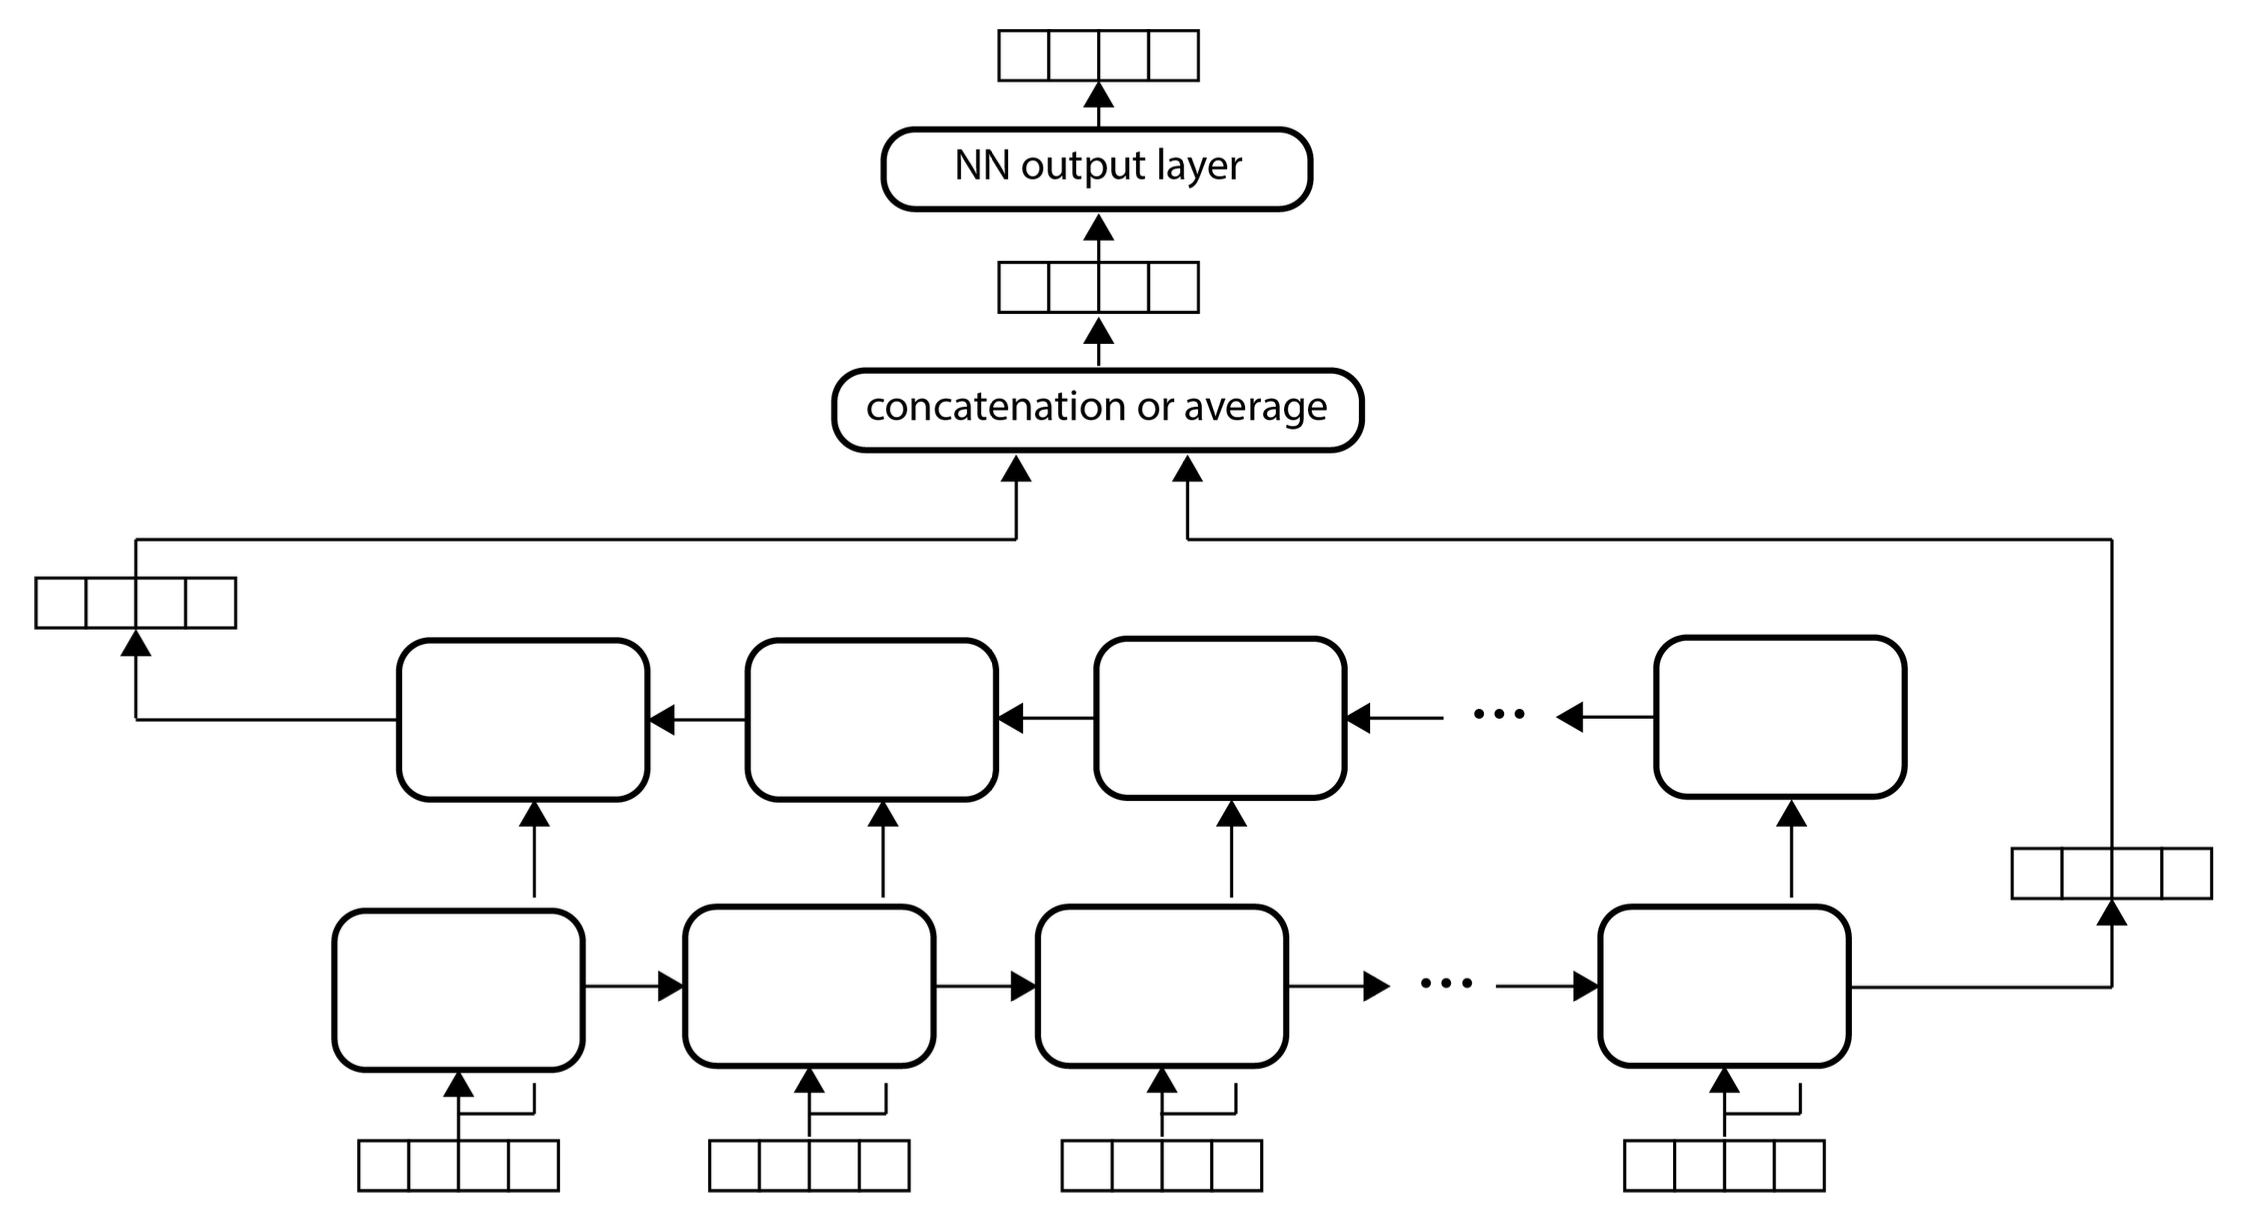 NN output layer
concatenation or average
...
...